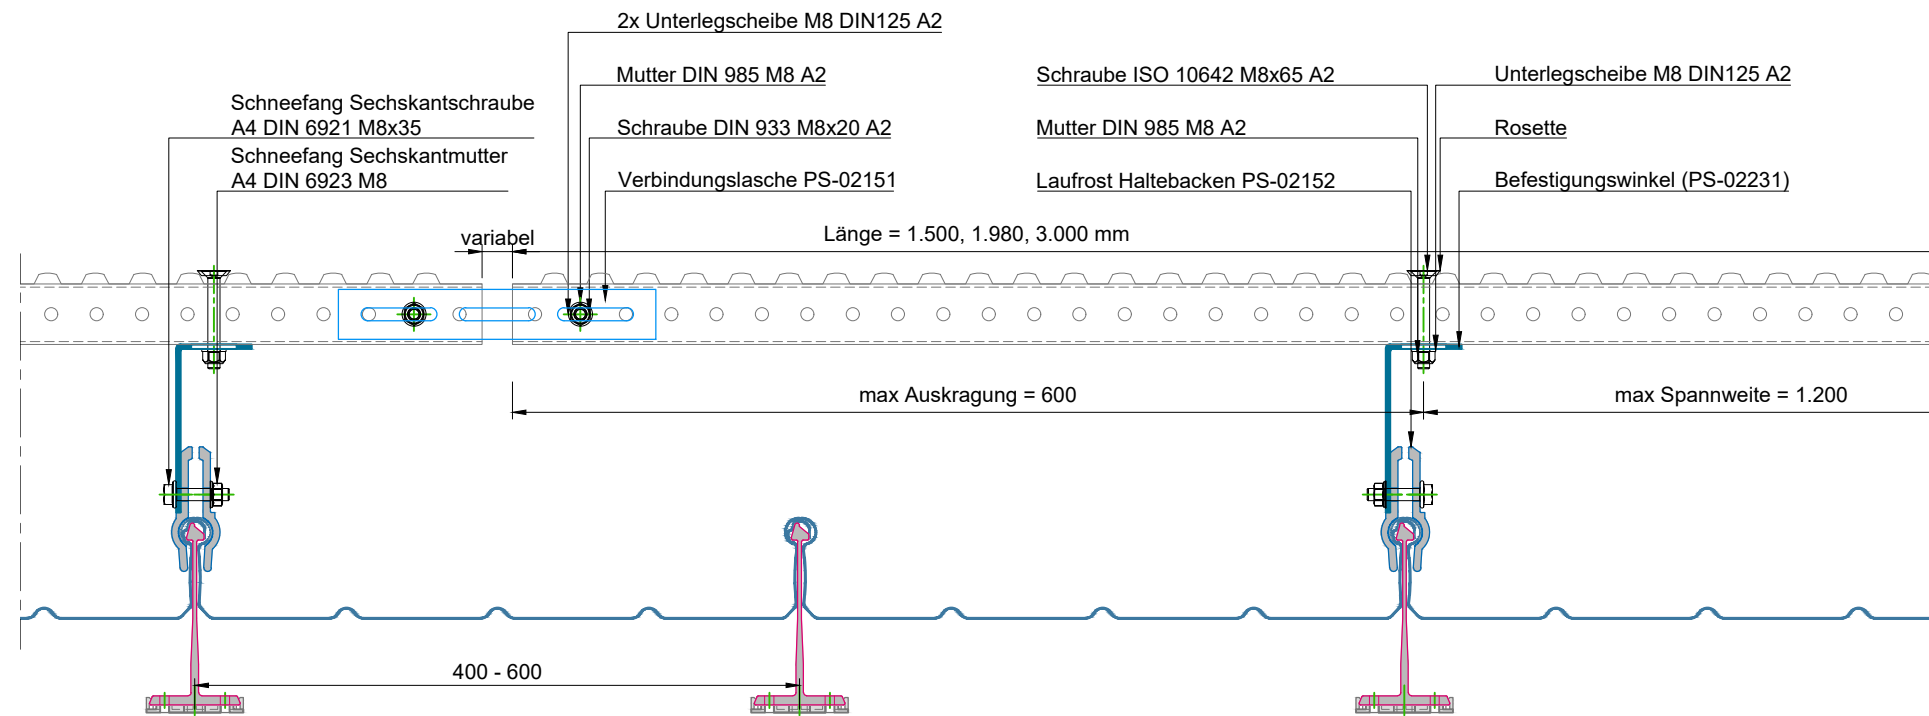 2x Unterlegscheibe M8 DIN125 A2
Mutter DIN 985 M8 A2
Schraube ISO 10642 M8x65 A2
Unterlegscheibe M8 DIN125 A2
Schneefang Sechskantschraube
A4 DIN 6921 M8x35
Schraube DIN 933 M8x20 A2
Mutter DIN 985 M8 A2
Rosette
Schneefang Sechskantmutter
A4 DIN 6923 M8
Verbindungslasche PS-02151
Laufrost Haltebacken PS-02152
Befestigungswinkel (PS-02231)
variabel
Länge = 1.500, 1.980, 3.000 mm
max Auskragung = 600
max Spannweite = 1.200
400 - 600